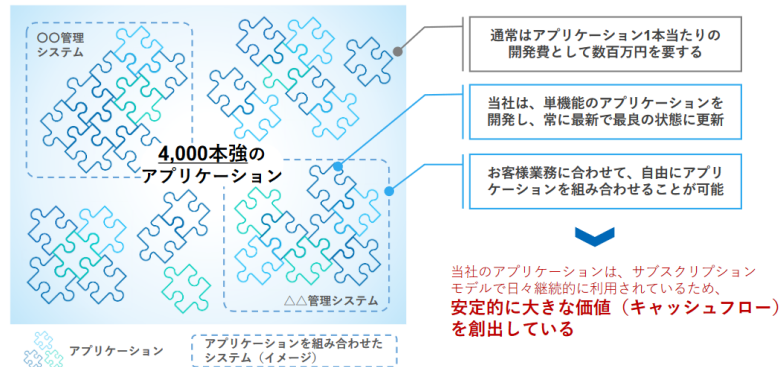 〇〇管理
システム
4,000本強の
アプリケーション
△△管理システム
アプリケーション
アプリケーションを組み合わせた
システム（イメージ）
通常はアプリケーション1本当たりの
開発費として数百万円を要する
当社は、単機能のアプリケーションを
開発し、常に最新で最良の状態に更新
お客様業務に合わせて、自由にアプリ
ケーションを組み合わせることが可能
当社のアプリケーションは、サブスクリプション
モデルで日々継続的に利用されているため、
安定的に大きな価値（キャッシュフロー）
を創出している